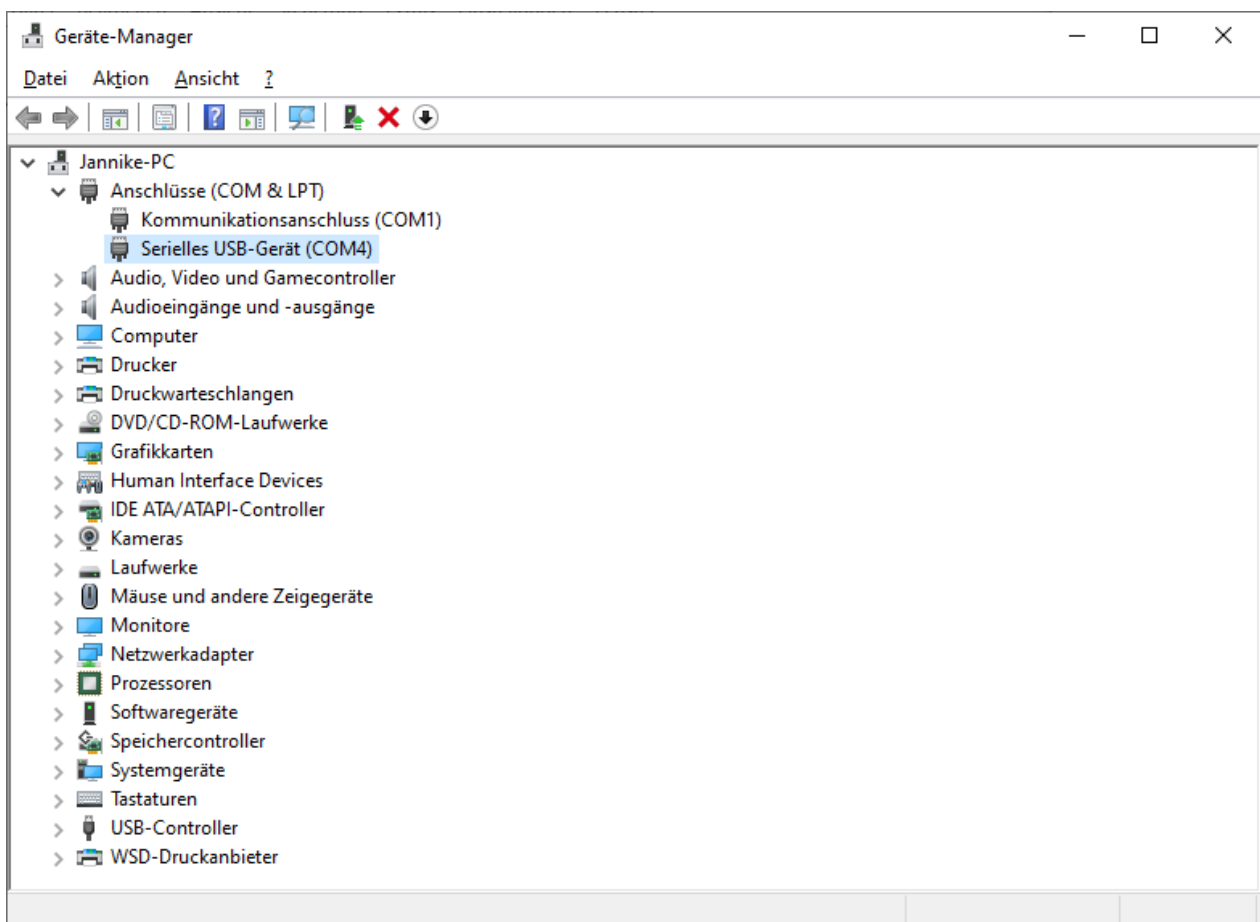 Geräte-Manager
Datei Aktion Ansicht ?
Jannike-PC
Anschlüsse (COM & LPT)
Kommunikationsanschluss (COM1)
Serielles USB-Gerät (COM4)
Audio, Video und Gamecontroller
Audioeingänge und -ausgänge
Computer
Drucker
Druckwarteschlangen
DVD/CD-ROM-Laufwerke
Grafikkarten
Human Interface Devices
IDE ATA/ATAPI-Controller
Kameras
Laufwerke
Mäuse und andere Zeigegeräte
Monitore
Netzwerkadapter
Prozessoren
Softwaregeräte
Speichercontroller
Systemgeräte
Tastaturen
USB-Controller
WSD-Druckanbieter